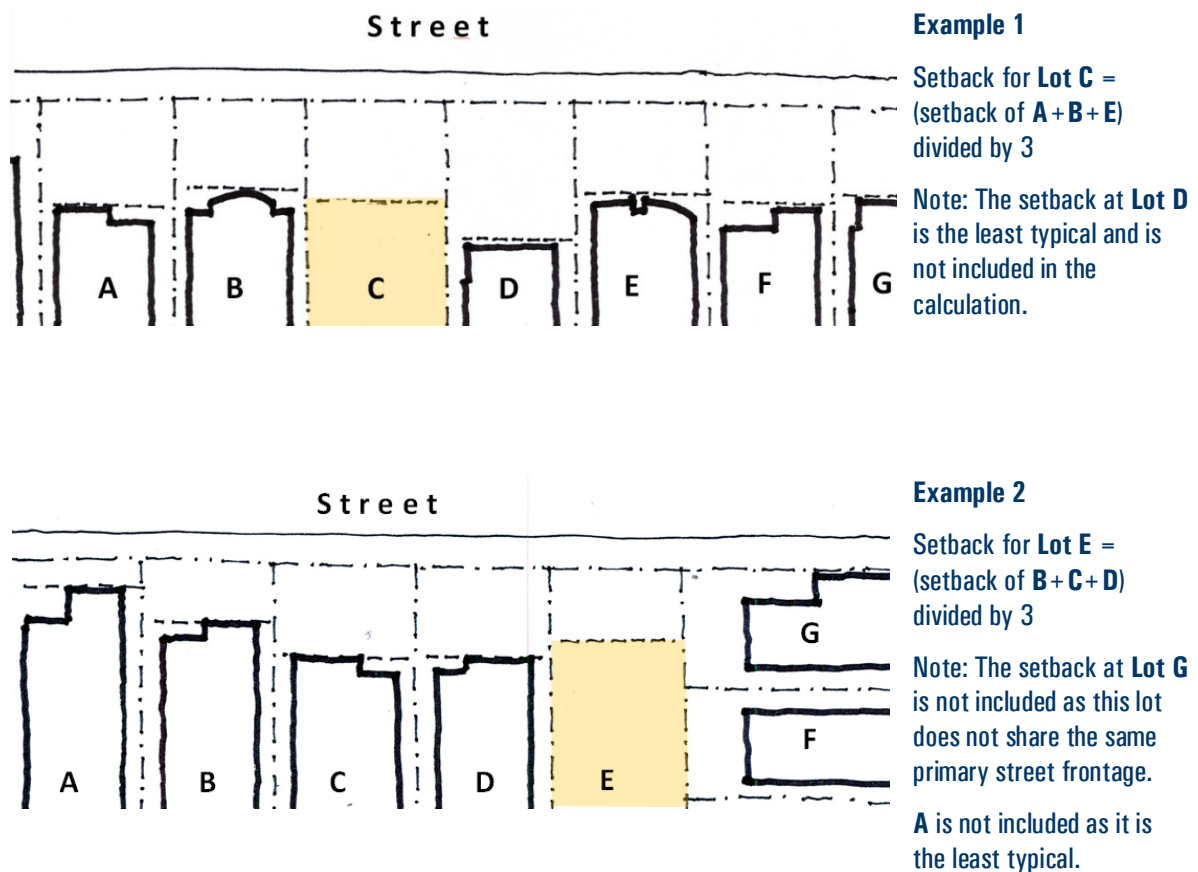 Street
A
B
C
D
E
F
G
Example 1
Setback for Lot C =
(setback of A+B+E)
divided by 3
Note: The setback at Lot D
is the least typical and is
not included in the
calculation.
Street
A
B
C
D
E
G
F
Example 2
Setback for Lot E =
(setback of B+C+D)
divided by 3
Note: The setback at Lot G
is not included as this lot
does not share the same
primary street frontage.
A is not included as it is
the least typical.